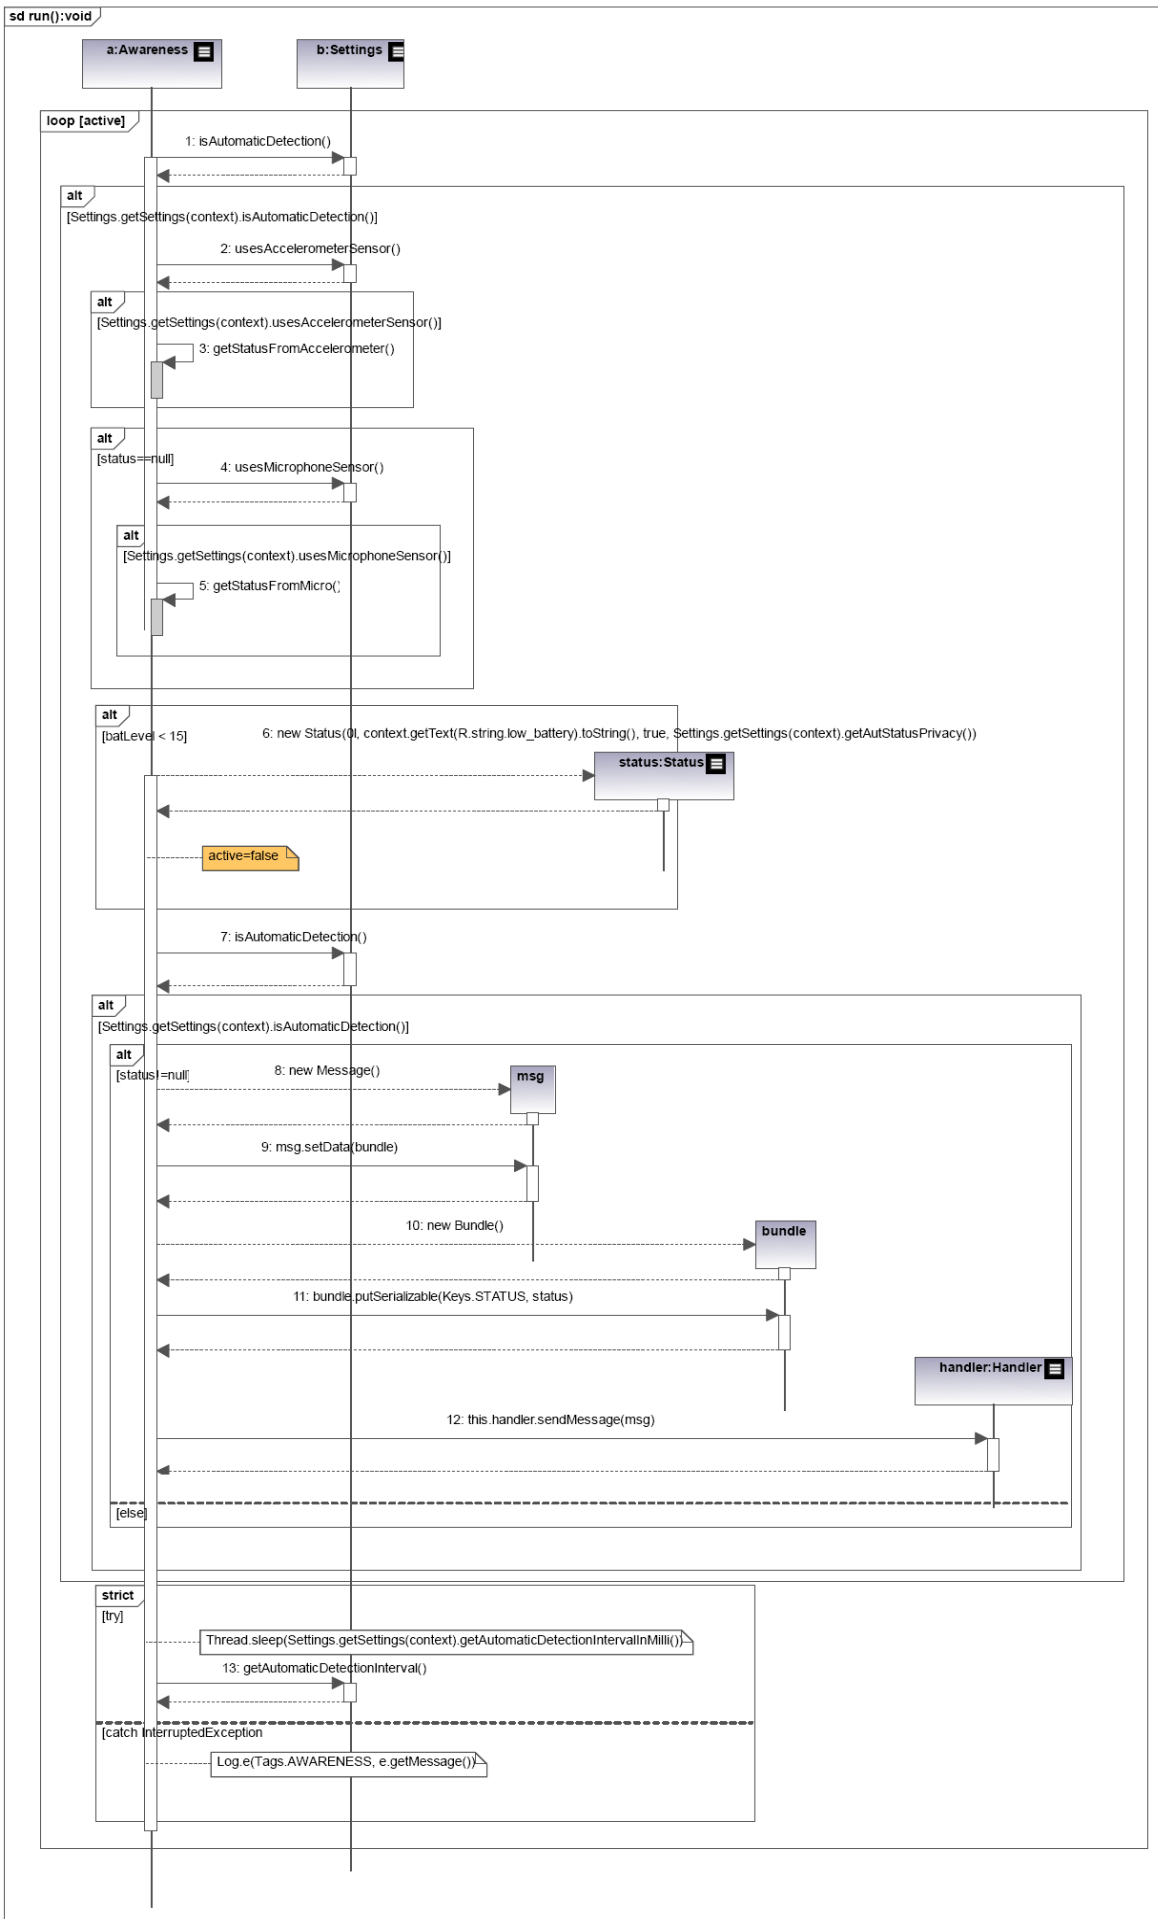 sd run():void
a:Awareness
b:Settings
loop [active]
1: isAutomaticDetection()
alt
[Settings.getSettings(context).isAutomaticDetection()]
2: usesAccelerometerSensor()
alt
[Settings.getSettings(context).usesAccelerometerSensor()]
3: getStatusFromAccelerometer()
alt
[status==null]
4: usesMicrophoneSensor()
alt
[Settings.getSettings(context).usesMicrophoneSensor()]
5: getStatusFromMicro()
alt
[batLevel < 15]
6: new Status(0l, context.getText(R.string.low_battery).toString(), true, Settings.getSettings(context).getAutStatusPrivacy())
status:Status
active=false
7: isAutomaticDetection()
alt
[Settings.getSettings(context).isAutomaticDetection()]
alt
[status!=null]
8: new Message()
msg
9: msg.setData(bundle)
10: new Bundle()
bundle
11: bundle.putSerializable(Keys.STATUS, status)
handler:Handler
12: this.handler.sendMessage(msg)
[else]
strict
[try]
Thread.sleep(Settings.getSettings(context).getAutomaticDetectionIntervalInMilli())
13: getAutomaticDetectionInterval()
[catch InterruptedException
Log.e(Tags.AWARENESS, e.getMessage())